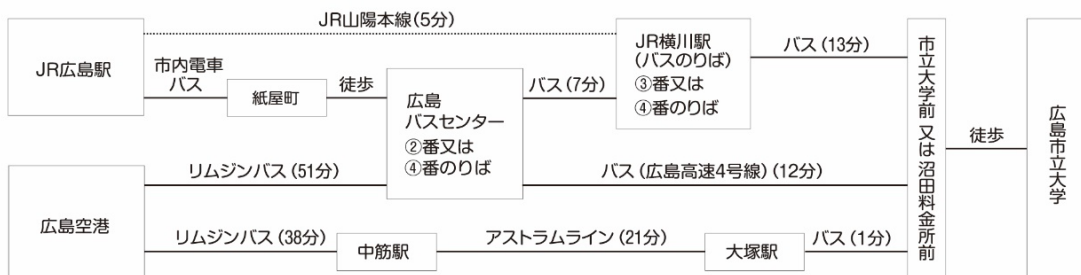 JR山陽本線(5分)
JR広島駅
市内電車
バス
紙屋町
徒歩
広島
バスセンター
②番又は
④番のりば
バス(7分)
JR横川駅
(バスのりば)
③番又は
④番のりば
バス(13分)
広島空港
リムジンバス(51分)
バス(広島高速4号線)(12分)
リムジンバス(38分)
中筋駅
アストラムライン(21分)
大塚駅
バス(1分)
市立大学前 又は 沼田料金所前
徒歩
広島市立大学